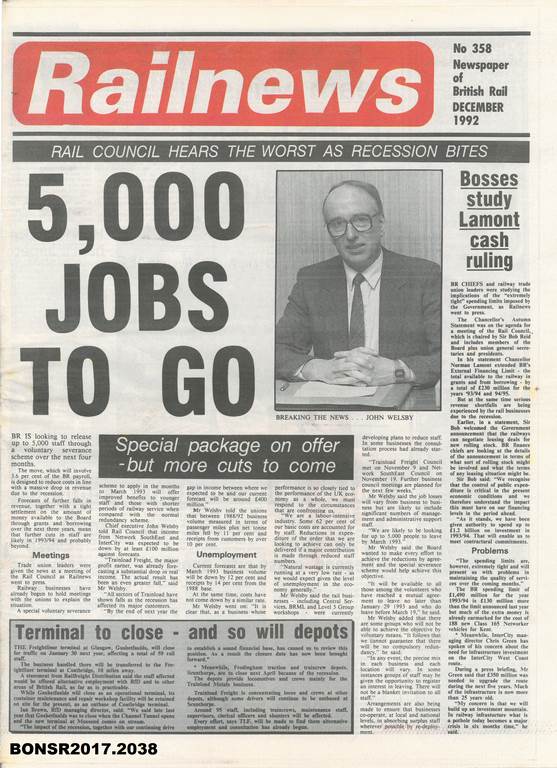 Railnews
No 358
Newspaper
of
British Rail
DECEMBER
1992
RAIL COUNCIL HEARS THE WORST AS RECESSION BITES
5,000
JOBS
TO GO
BREAKING THE NEWS . . . JOHN WELSBY
Bosses
study
Lamont
cash
ruling
BR CHIEFS and railway trade
union leaders were studying the
implications of the "extremely
tight" spending limits imposed by
the Government, as Railnews
went to press.
The Chancellor's Autumn
Statement was on the agenda for
a meeting of the Rail Council,
which is chaired by Sir Bob Reid
and includes members of the
Board plus union general secre-
taries and presidents.
In his statement Chancellor
Norman Lamont extended BR's
External Financing Limit - the
total available to the railway in
grants and from borrowing - by
a total of £230 million for the
years '93/94 and 94/95.
But at the same time serious
revenue shortfalls are being
experienced by the rail businesses
due to the recession.
Earlier, in a statement, Sir
Bob welcomed the Government
announcement that the railways
can negotiate leasing deals for
new rolling stock. BR finance
chiefs are looking at the details
of the announcement in terms of
what sort of rolling stock might
be involved and what the terms
of any leasing situation might be.
Sir Bob said: "We recognise
that the control of public expen-
diture is critical in the present
economic conditions and we
therefore understand the impact
this must have on our financing
levels in the period ahead.
"As it stands, we have been
given authority to spend up to
£1.2 billion on investment in
1993/94. That will enable us to
meet contractual commitments.
Problems
"The spending limits are,
however, extremely tight and will
present us with problems in
maintaining the quality of servi-
ces over the coming months."
The BR spending limit of
£1,490 million for the year
1993/94 is £130 million more
than the limit announced last year
but much of the extra money is
already earmarked for the cost of
188 new Class 365 Networker
vehicles for Kent.
* Meanwhile, InterCity man-
aging director Chris Green has
spoken of his concern about the
need for infrastructure investment
on the InterCity West Coast
route.
During a press briefing, Mr
Green said that £350 million was
needed to upgrade the route
during the next five years. Much
of the infrastructure is now more
than 25 years old.
"My concern is that we will
build up an investment mountain.
In railway infrastructure what is
a pothole today becomes a major
crisis in six months time," he
said.
BR IS looking to release
up to 5,000 staff through
a voluntary severance
scheme over the next four
months.
The move, which will involve
3.6 per cent of the BR payroll,
is designed to reduce costs in line
with a massive drop in revenue
due to the recession.
Forecasts of further falls in
revenue, together with a tight
settlement on the amount of
money available to the Board
through grants and borrowing
over the next three years, mean
that further cuts in staff are
likely in 1993/94 and probably
beyond.
Meetings
Trade union leaders were
given the news at a meeting of
the Rail Council as Railnews
went to press.
Railway businesses have
already begun to hold meetings
with the unions to explain the
situation.
A special voluntary severance
Special package on offer
-but more cuts to come
scheme to apply in the months
to March 1993 will offer
improved benefits to younger
staff and those with shorter
periods of railway service when
compared with the normal
redundancy scheme.
Chief executive John Welsby
told Rail Council that income
from Network SouthEast and
InterCity was expected to be
down by at least £100 million
against forecasts.
"Trainload Freight, the major
profit earner, was already fore-
casting a substantial drop in real
income. The actual result has
been an even greater fall," said
Mr Welsby.
"All sectors of Trainload have
shown falls as the recession has
affected its major customers.
"By the end of next year the
gap in income between where we
expected to be and our current
forecast will be around £400
million."
Mr Welsby told the unions
that between 1988/92 business
volume measured in terms of
passenger miles plus net tonne
miles fell by 11 per cent and
receipts from customers by over
10 per cent.
Unemployment
Current forecasts are that by
March 1993 business volume
will be down by 12 per cent and
receipts by 14 per cent from the
1988 base.
At the same time, costs have
not come down by a similar rate.
Mr Welsby went on: "It is
clear that, as a business whose
performance is so closely tied to
the performance of the UK eco-
nomy as a whole, we must
respond to the circumstances
that are confronting us.
"We are a labour-intensive
industry. Some 62 per cent of
our basic costs are accounted for
by staff. Reductions in expen-
diture of the order that we are
looking to achieve can only be
delivered if a major contribution
is made through reduced staff
numbers.
"Natural wastage is currently
running at a very low rate - as
we would expect given the level
of unemployment in the eco-
nomy generally."
Mr Welsby said the rail busi-
nesses - including Central Ser-
vices, BRML and Level 5 Group
workshops - were currently
developing plans to reduce staff.
In some businesses the consul-
tation process had already star-
ted.
"Trainload Freight Council
met on November 9 and Net-
work SouthEast Council on
November 19. Further business
council meetings are planned for
the next few weeks."
Mr Welsby said the job losses
will vary from business to busi-
ness but are likely to include
significant numbers of manage-
ment and administrative support
staff.
"We are likely to be looking
for up to 5,000 people to leave
by March 1993".
Mr Welsby said the Board
wanted to make every effort to
achieve the reductions by agree-
ment and the special severance
scheme would help achieve this
objective.
"It will be available to all
those among the volunteers who
have reached a mutual agree-
ment to leave the industry by
January 29 1993 and who do
leave before March 19," he said.
Mr Welsby added that there
are some groups who will not be
able to achieve the objective by
voluntary means. "It follows that
we cannot guarantee that there
will be no compulsory redun-
dancy," he said.
"In any event, the precise mix
in each business and each
location will vary. In some
instances groups of staff may be
given the opportunity to register
an interest in leaving. There will
not be a blanket invitation to all
staff."
Arrangements are also being
made to ensure that businesses
co-operate, at local and national
levels, in absorbing surplus staff
wherever possible by re-deploy-
ment.
Terminal to close - and so will depots
THE Freightliner terminal at Glasgow, Gushetfaulds, will close
for traffic on January 30 next year, affecting a total of 59 rail
staff.
The business handled there will be transferred to the Fre-
ightliner terminal at Coatbridge, 10 miles away.
A statement from Railfreight Distribution said the staff affected
would be offered alternative employment with RfD and in other
areas of British Rail, as far as is practicable.
While Gushetfaulds will close as an operational terminal, its
container maintenance and repair workshop facility will be retained
on site for the present, as an outbase of Coatbridge terminal.
Ian Brown, RfD managing director, said: "We said late last
year that Gushetfaulds was to close when the Channel Tunnel opens
and the new terminal at Mossend comes on stream.
"The impact of the recession, together with our continuing drive
to establish a sound financial base, has caused us to review this
position. As a result the closure date has now been brought
forward."
* Meanwhile, Frodingham traction and traincrew depots,
Scunthorpe, are to close next April because of the recession.
The depots provide locomotives and crews mainly for the
Trainload Metals business.
Trainload Freight is concentrating locos and crews at other
depots, although some drivers will continue to be outbased at
Scunthorpe.
Around 95 staff, including traincrews, maintenance staff,
supervisors, clerical officers and shunters will be affected.
Every effort, says TLF, will be made to find them alternative
employment and consultation has already begun.
BONSR2017.2038